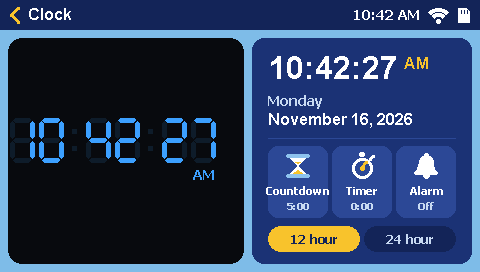 Clock
10:42 AM
10 42 27
AM
10:42:27 AM
Monday
November 16, 2026
Countdown
5:00
Timer
0:00
Alarm
Off
12 hour
24 hour